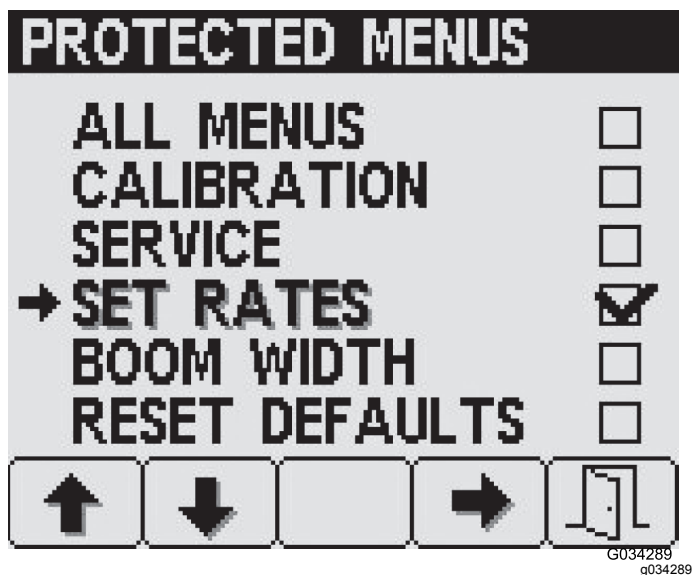 PROTECTED MENUS
ALL MENUS
CALIBRATION
SERVICE
SET RATES
BOOM WIDTH
RESET DEFAULTS
G034289
g034289